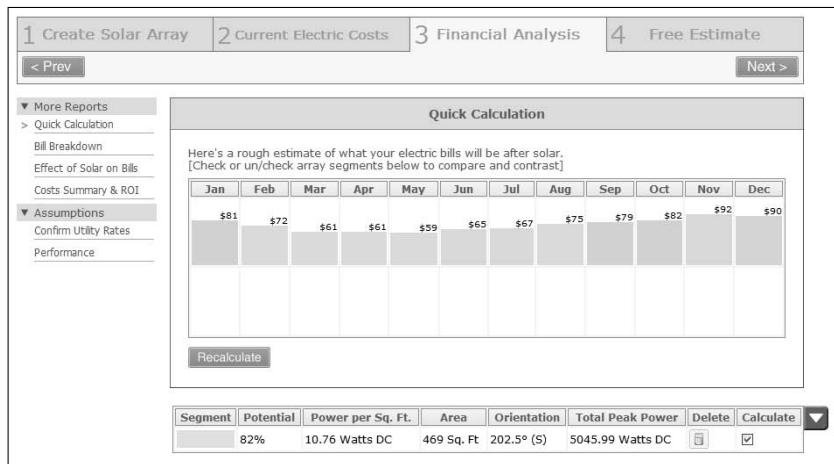 1 Create Solar Array 2 Current Electric Costs 3 Financial Analysis 4 Free Estimate
< Prev Next >
▼ More Reports
> Quick Calculation
Bill Breakdown
Effect of Solar on Bills
Costs Summary & ROI
▼ Assumptions
Confirm Utility Rates
Performance
Quick Calculation
Here's a rough estimate of what your electric bills will be after solar.
[Check or un/check array segments below to compare and contrast]
Jan Feb Mar Apr May Jun Jul Aug Sep Oct Nov Dec
$81 $72 $61 $61 $59 $65 $67 $75 $79 $82 $92 $90
Recalculate
Segment Potential Power per Sq. Ft. Area Orientation Total Peak Power Delete Calculate
82% 10.76 Watts DC 469 Sq. Ft 202.5° (S) 5045.99 Watts DC